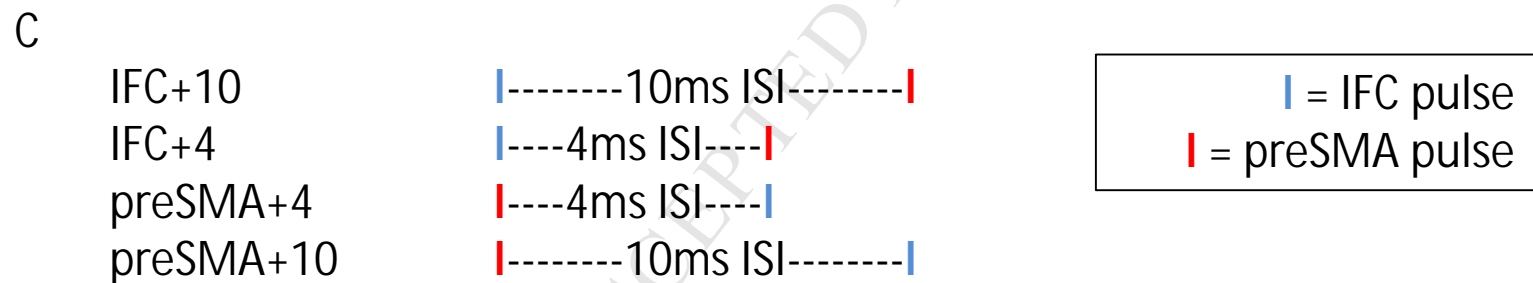 C
IFC+10 I--------10ms ISI--------I
IFC+4 I----4ms ISI----I
preSMA+4 I----4ms ISI----I
preSMA+10 I--------10ms ISI--------I
I = IFC pulse
I = preSMA pulse